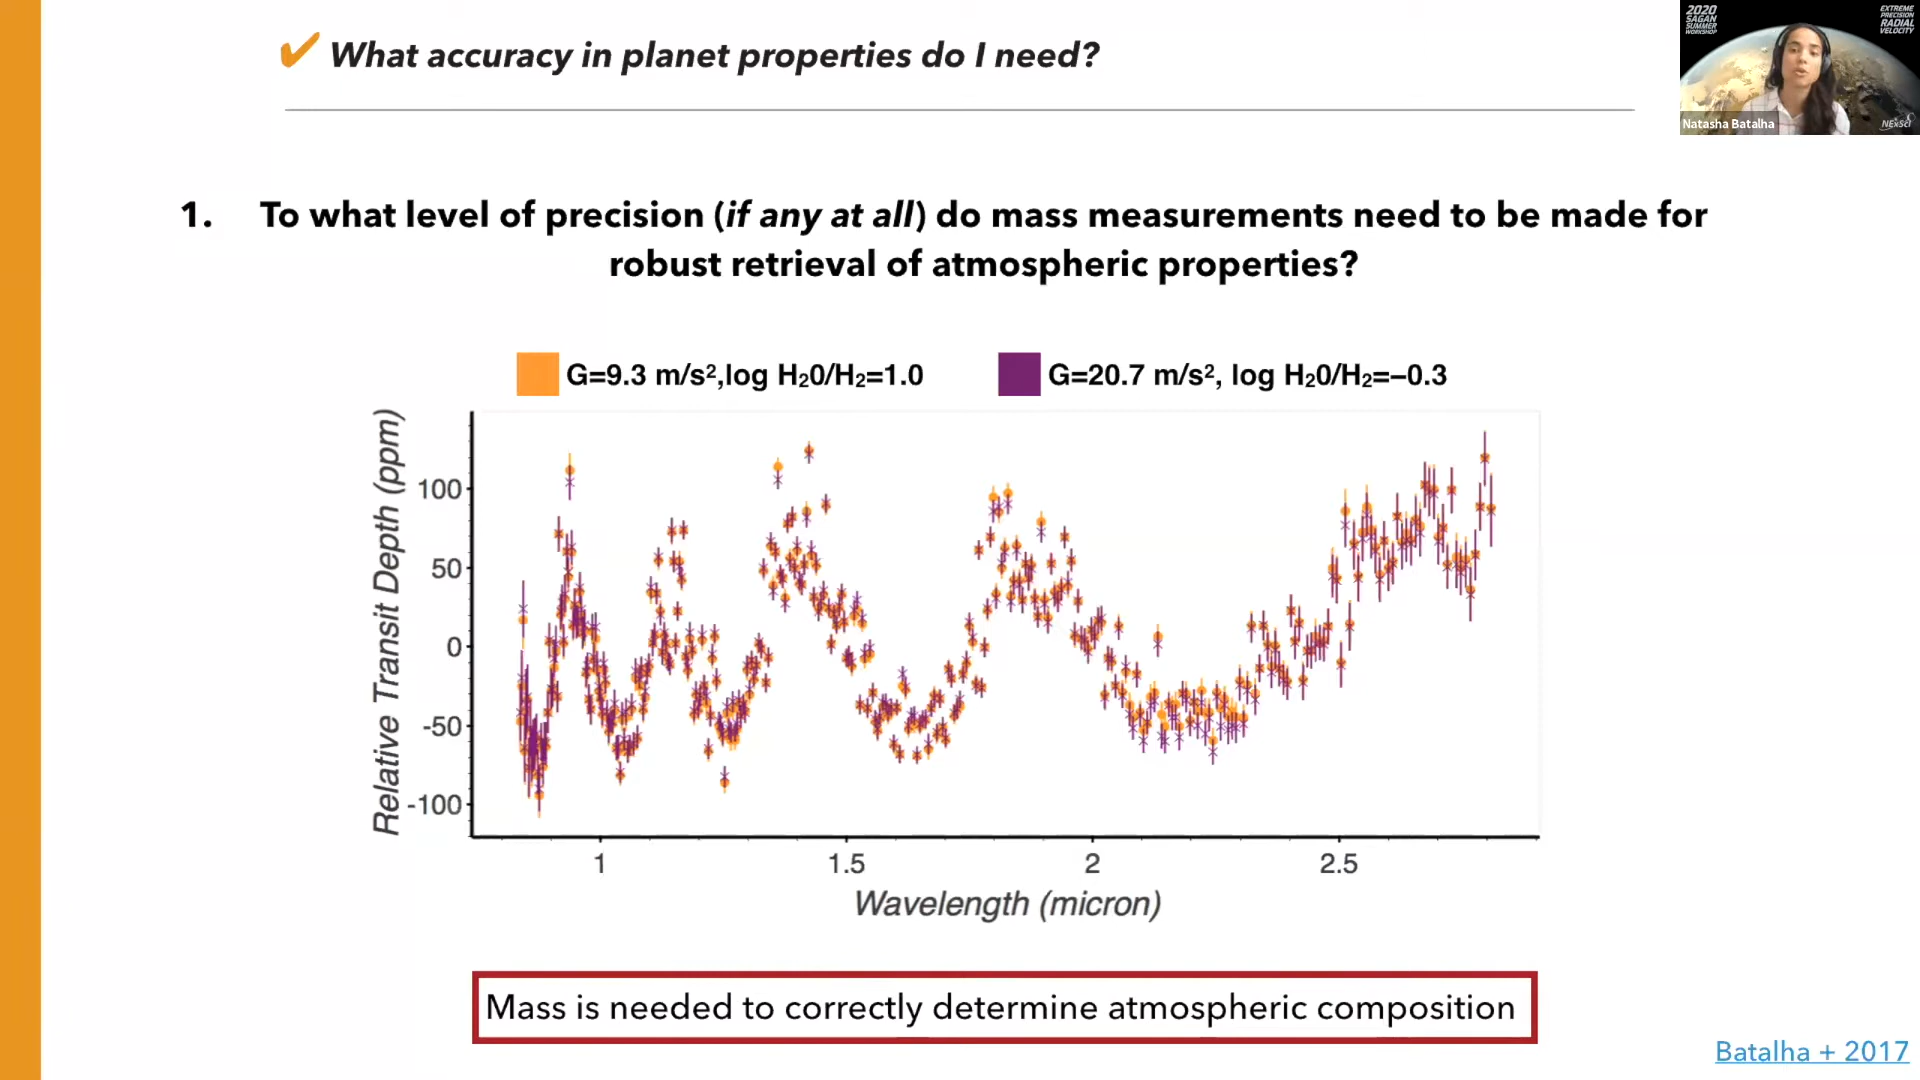 ✔ What accuracy in planet properties do I need?
2020
SAGAN
SUMMER
WORKSHOP
EXTREME
PRECISION
RADIAL
VELOCITY
Natasha Batalha
NExScI
1. To what level of precision (if any at all) do mass measurements need to be made for
robust retrieval of atmospheric properties?
G=9.3 m/s²,log H₂0/H₂=1.0
G=20.7 m/s², log H₂0/H₂=−0.3
Relative Transit Depth (ppm)
100
50
0
-50
-100
1 1.5 2 2.5
Wavelength (micron)
Mass is needed to correctly determine atmospheric composition
Batalha + 2017